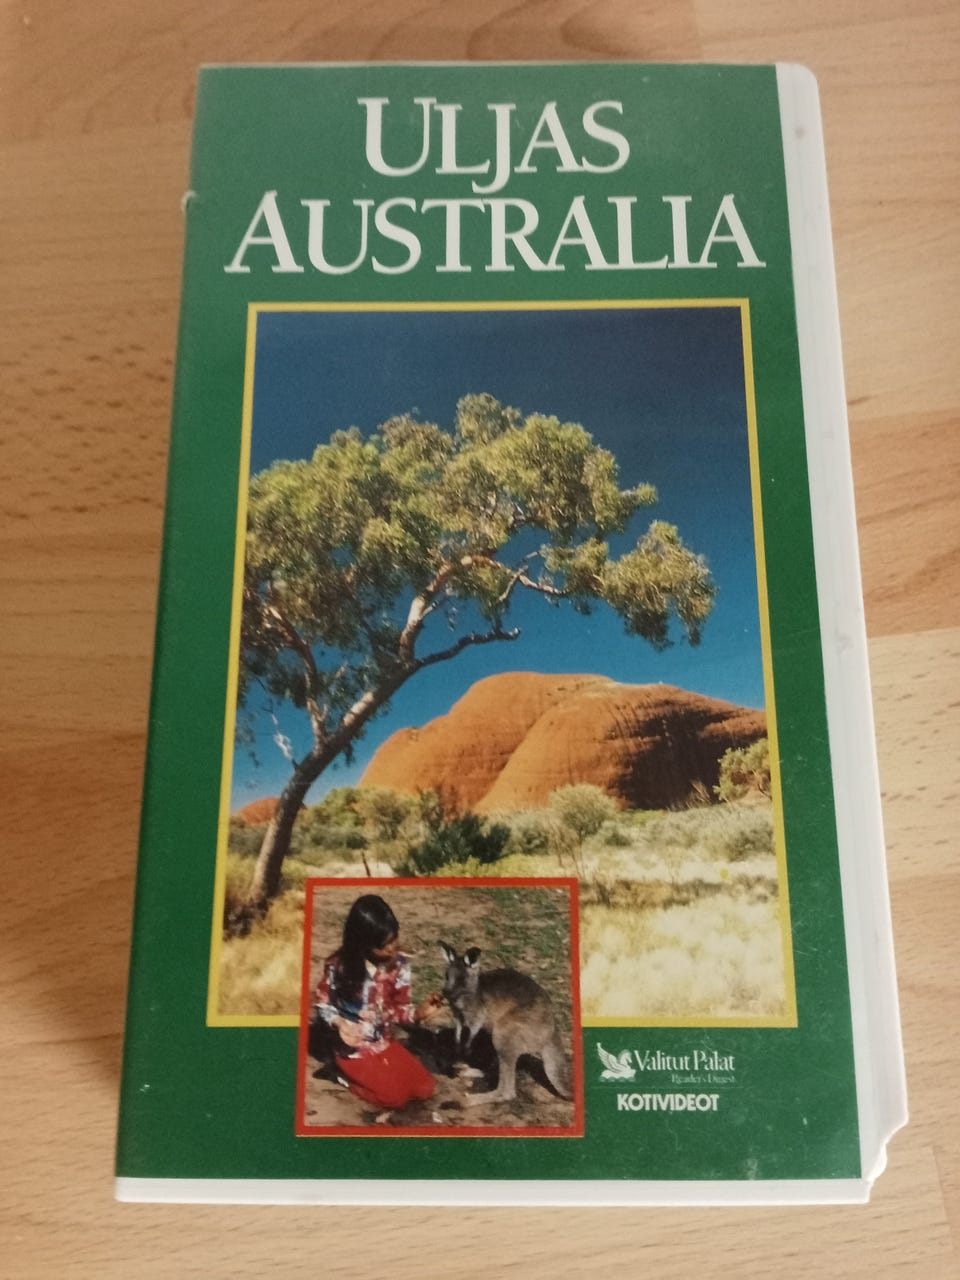 ULJAS
AUSTRALIA
Valitut Palat
Reader's Digest
KOTIVIDEOT